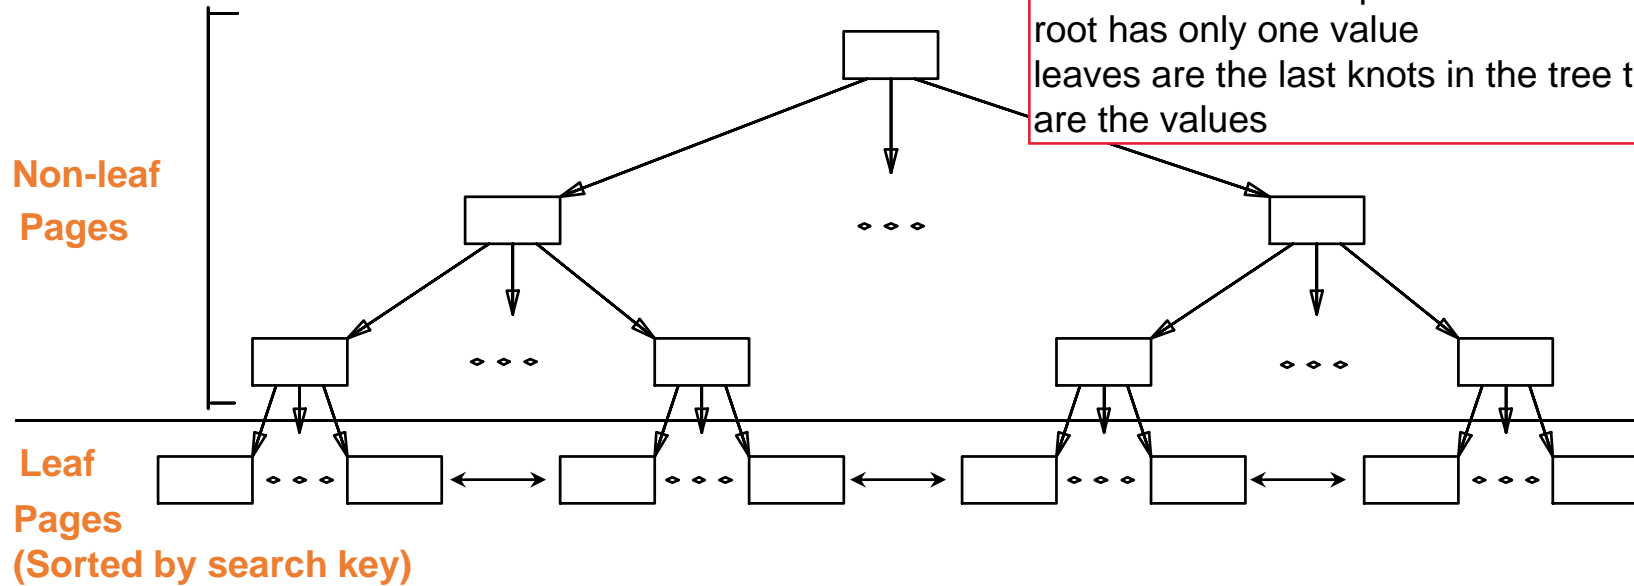 root has only one value
leaves are the last knots in the tree t
are the values
Non-leaf
Pages
Leaf
Pages
(Sorted by search key)